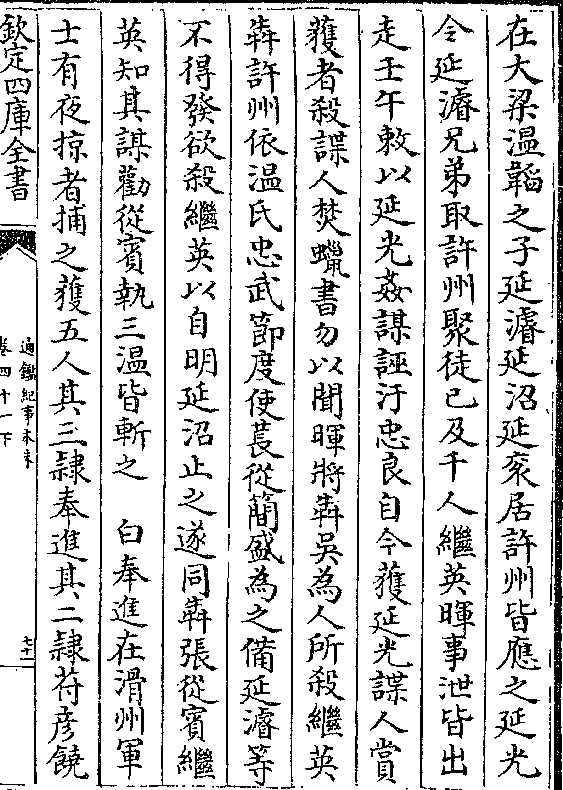 在大梁温韜之子延濬延沼延衮居許州皆應之延光
令延濬兄弟取許州聚徒已及千人繼英暉事泄皆出
走壬午敕以延光姦謀誣汙忠良自今獲延光諜人賞
獲者殺諜人焚蠟書勿以聞暉將犇吳為人所殺繼英
犇許州依温氏忠武節度使萇從簡盛為之備延濬等
不得發欲殺繼英以自明延沼止之遂同犇張從賓繼
英知其謀勸從賓執三温皆斬之　白奉進在滑州軍
士有夜掠者捕之獲五人其三隸奉進其二隸苻彦饒
欽定四庫全書
通鑑紀事本末
卷四十一下
七十一